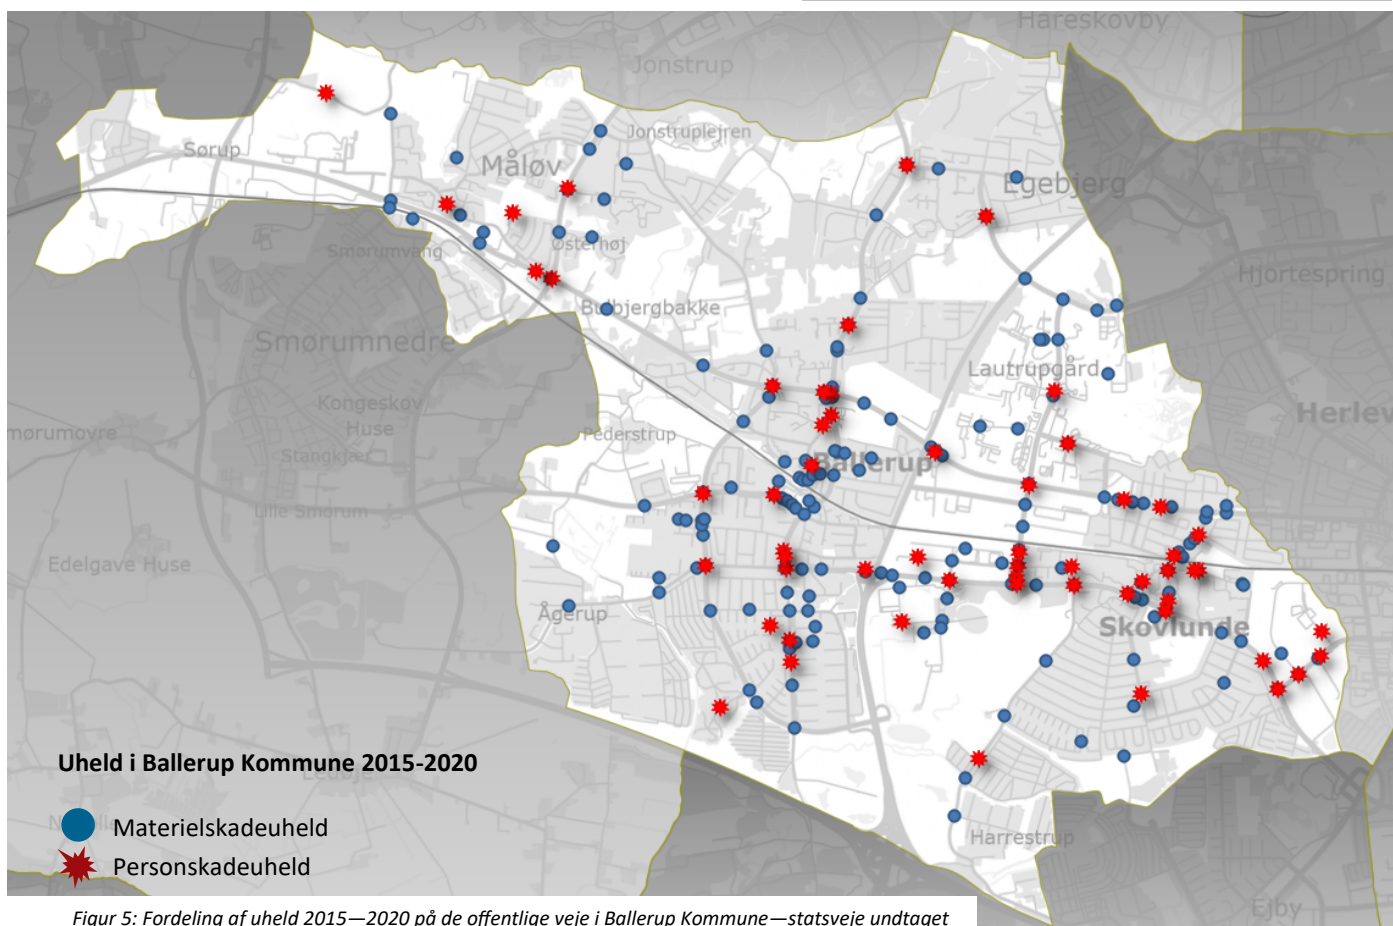 Hareskovby
Jonstrup
Jonstruplejren
Sørup
Måløv
Egebjerg
Smørumvang
Østerhøj
Hjortespring
Smørumnedre
Lautrupgård
Kongeskov
Huse
Herlev
Pederstrup
Stangkjær
Ballerup
Lille Smørum
Edelgave Huse
Ågerup
Skovlunde
Uheld i Ballerup Kommune 2015-2020
Materielskadeuheld
Personskadeuheld
Harrestrup
Ejby
Figur 5: Fordeling af uheld 2015—2020 på de offentlige veje i Ballerup Kommune—statsveje undtaget